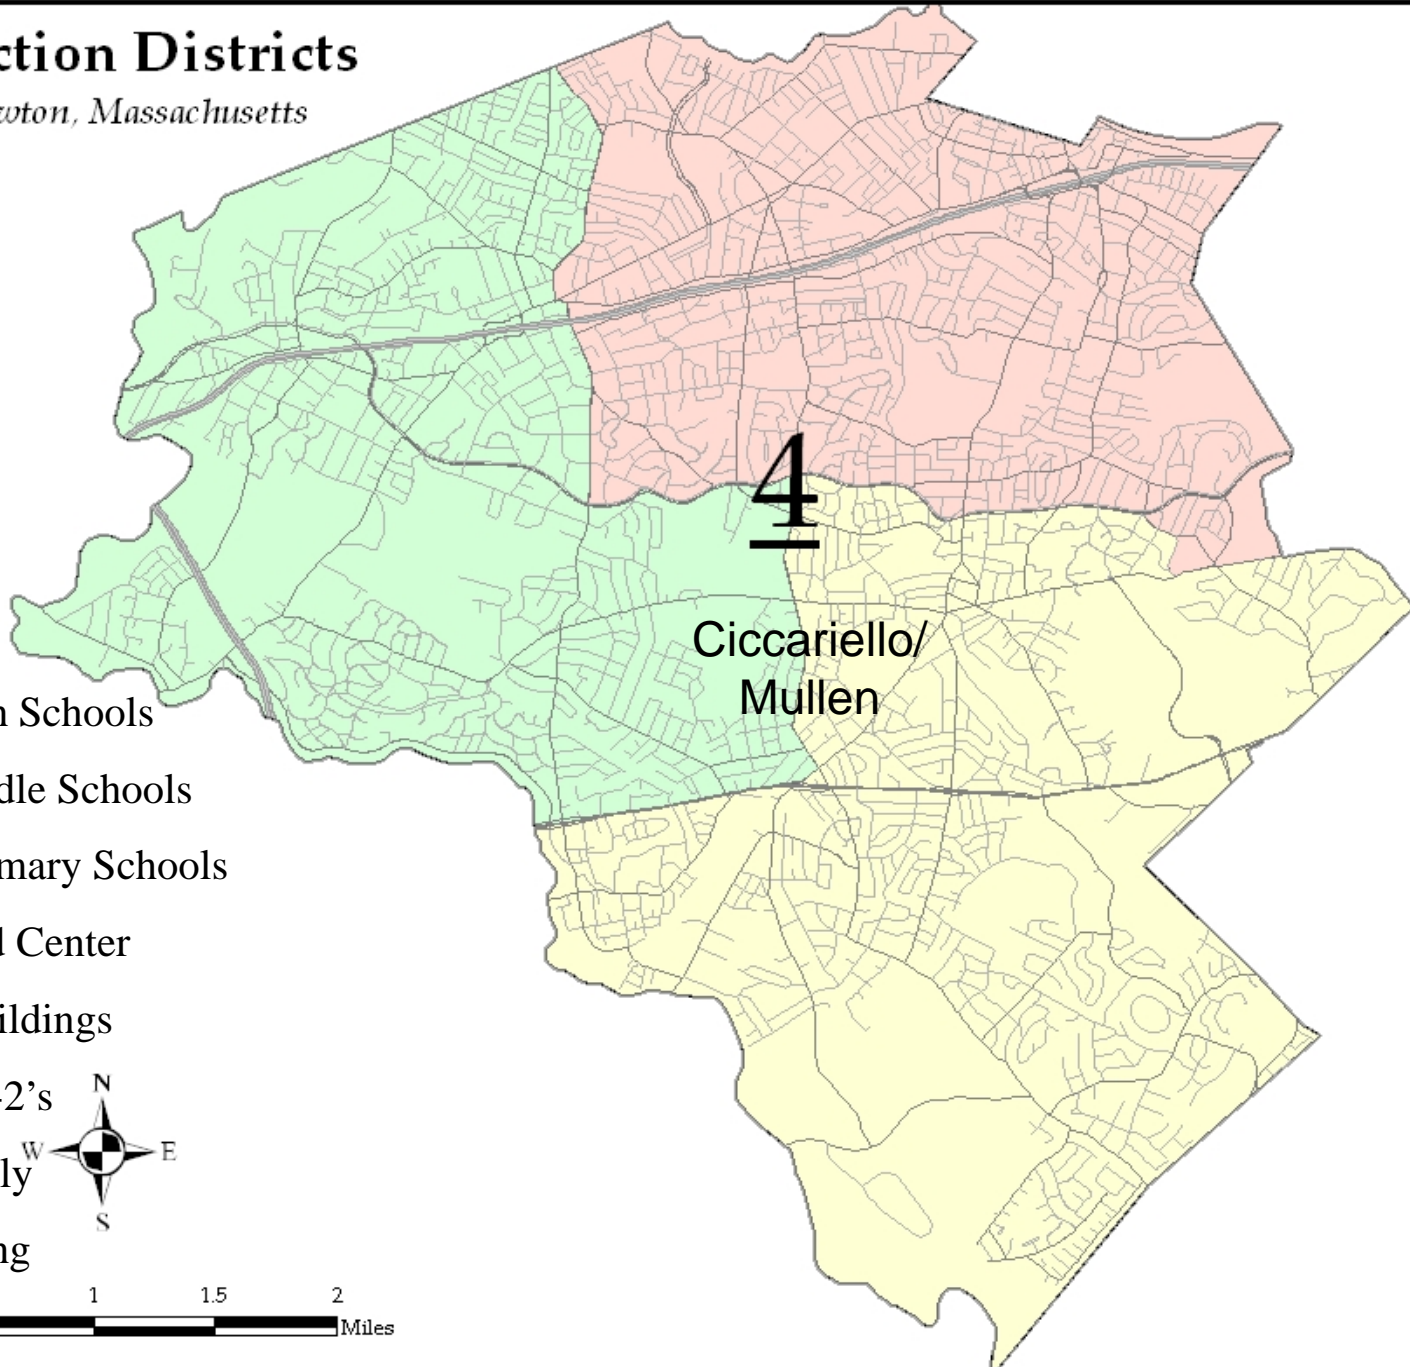 ction Districts
wton, Massachusetts
4
Ciccariello/
Mullen
n Schools
dle Schools
mary Schools
l Center
ildings
-2's
ly
ng
N
W E
S
1 1.5 2
Miles